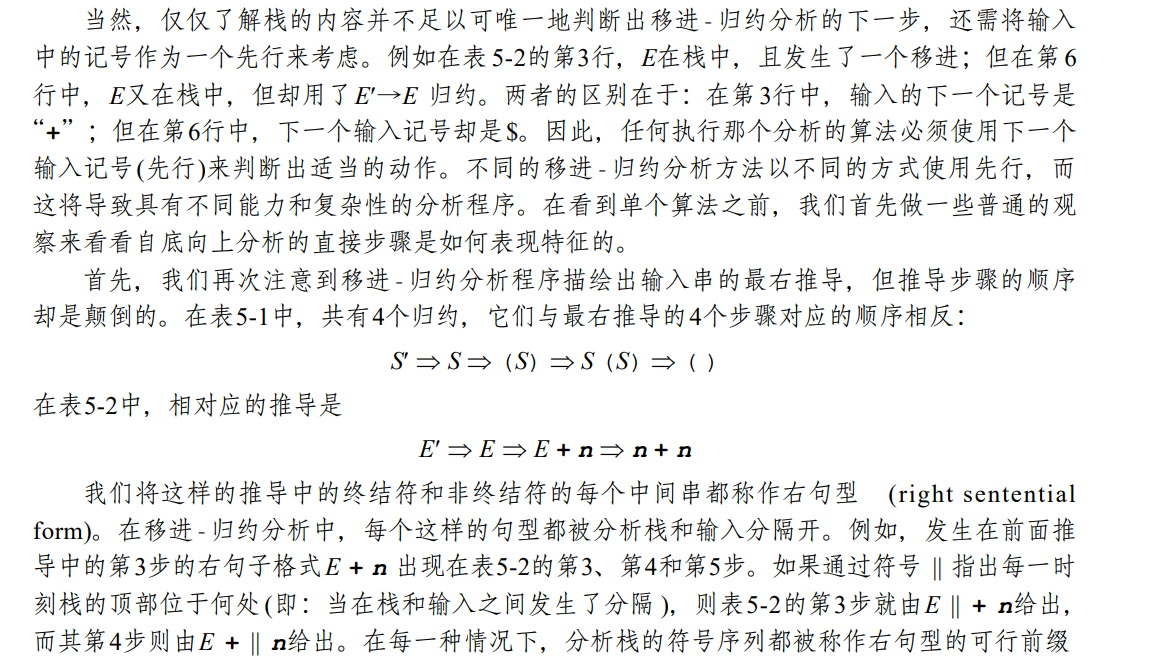 当然，仅仅了解栈的内容并不足以可唯一地判断出移进-归约分析的下一步，还需将输入
中的记号作为一个先行来考虑。例如在表5-2的第3行，E在栈中，且发生了一个移进；但在第6
行中，E又在栈中，但却用了E′→E 归约。两者的区别在于：在第3行中，输入的下一个记号是
“+”；但在第6行中，下一个输入记号却是$。因此，任何执行那个分析的算法必须使用下一个
输入记号(先行)来判断出适当的动作。不同的移进-归约分析方法以不同的方式使用先行，而
这将导致具有不同能力和复杂性的分析程序。在看到单个算法之前，我们首先做一些普通的观
察来看看自底向上分析的直接步骤是如何表现特征的。
首先，我们再次注意到移进-归约分析程序描绘出输入串的最右推导，但推导步骤的顺序
却是颠倒的。在表5-1中，共有4个归约，它们与最右推导的4个步骤对应的顺序相反：
S′ ⇒ S ⇒（S）⇒ S（S）⇒（ ）
在表5-2中，相对应的推导是
E′ ⇒ E ⇒ E + n ⇒ n + n
我们将这样的推导中的终结符和非终结符的每个中间串都称作右句型 (right sentential
form)。在移进-归约分析中，每个这样的句型都被分析栈和输入分隔开。例如，发生在前面推
导中的第3步的右句子格式E + n 出现在表5-2的第3、第4和第5步。如果通过符号 || 指出每一时
刻栈的顶部位于何处(即：当在栈和输入之间发生了分隔)，则表5-2的第3步就由E || + n给出，
而其第4步则由E + || n给出。在每一种情况下，分析栈的符号序列都被称作右句型的可行前缀